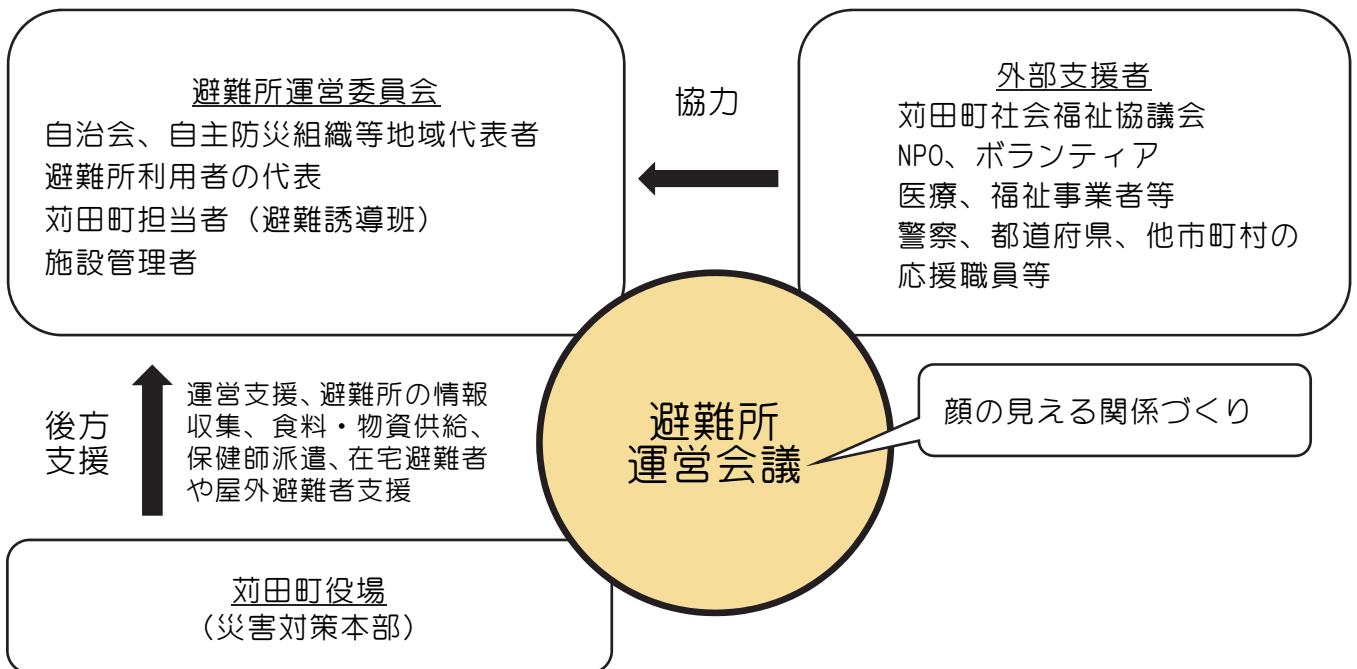 避難所運営委員会
自治会、自主防災組織等地域代表者
避難所利用者の代表
苅田町担当者（避難誘導班）
施設管理者
協力
外部支援者
苅田町社会福祉協議会
NPO、ボランティア
医療、福祉事業者等
警察、都道府県、他市町村の
応援職員等
後方
支援
運営支援、避難所の情報
収集、食料・物資供給、
保健師派遣、在宅避難者
や屋外避難者支援
避難所
運営会議
顔の見える関係づくり
苅田町役場
（災害対策本部）